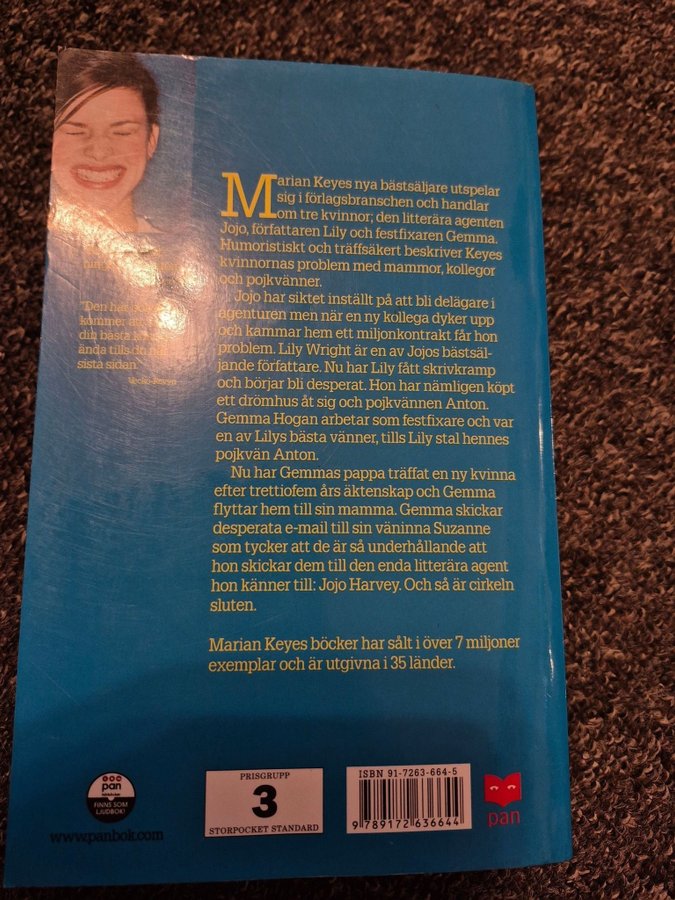 Marian Keyes nya bästsäljare utspelar
sig i förlagsbranschen och handlar
om tre kvinnor; den litterära agenten
Jojo, författaren Lily och festfixaren Gemma.
Humoristiskt och träffsäkert beskriver Keyes
kvinnornas problem med mammor, kollegor
och pojkvänner.
Jojo har siktet inställt på att bli delägare i
agenturen men när en ny kollega dyker upp
och kammar hem ett miljonkontrakt får hon
problem. Lily Wright är en av Jojos bästsäl-
jande författare. Nu har Lily fått skrivkramp
och börjar bli desperat. Hon har nämligen köpt
ett drömhus åt sig och pojkvännen Anton.
Gemma Hogan arbetar som festfixare och var
en av Lilys bästa vänner, tills Lily stal hennes
pojkvän Anton.
Nu har Gemmas pappa träffat en ny kvinna
efter trettiofem års äktenskap och Gemma
flyttar hem till sin mamma. Gemma skickar
desperata e-mail till sin väninna Suzanne
som tycker att de är så underhållande att
hon skickar dem till den enda litterära agent
hon känner till: Jojo Harvey. Och så är cirkeln
sluten.
Marian Keyes böcker har sålt i över 7 miljoner
exemplar och är utgivna i 35 länder.
"Den här
kommer
din bästa
ända tills du
sista sidan."
Vecko-Revyn
pan
FINNS SOM
LJUDBOK!
www.panbok.com
PRISGRUPP
3
STORPOCKET STANDARD
ISBN 91-7263-664-5
9 789172 636644
pan